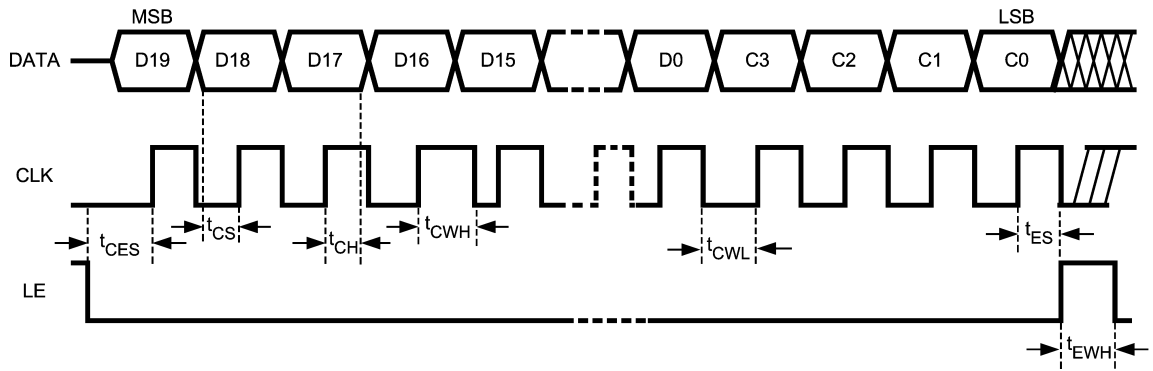 MSB LSB
DATA D19 D18 D17 D16 D15 D0 C3 C2 C1 C0
CLK
tCES tCS tCH tCWH tCWL tES
LE
tEWH